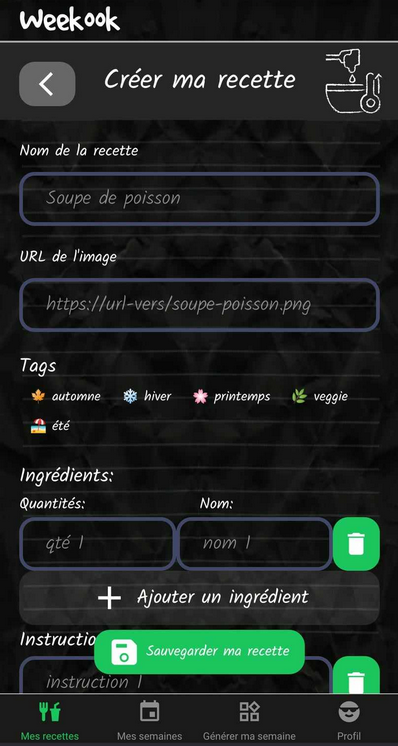 Weekook
Créer ma recette
Nom de la recette
Soupe de poisson
URL de l'image
https://url-vers/soupe-poisson.png
Tags
automne hiver printemps veggie
été
Ingrédients:
Quantités: Nom:
qté 1 nom 1
Ajouter un ingrédient
Instructio
Sauvegarder ma recette
instruction 1
Mes recettes Mes semaines Générer ma semaine Profil